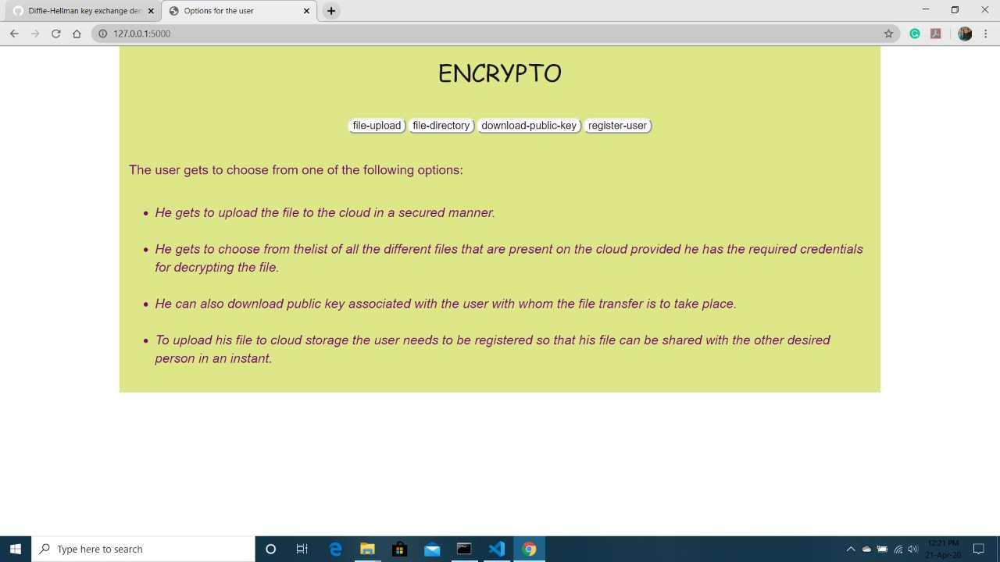 Diffie-Hellman key exchange der
Options for the user
127.0.0.1:5000
ENCRYPTO
file-upload file-directory download-public-key register-user
The user gets to choose from one of the following options:
• He gets to upload the file to the cloud in a secured manner.
• He gets to choose from thelist of all the different files that are present on the cloud provided he has the required credentials
for decrypting the file.
• He can also download public key associated with the user with whom the file transfer is to take place.
• To upload his file to cloud storage the user needs to be registered so that his file can be shared with the other desired
person in an instant.
Type here to search
12:21 PM
21-Apr-20